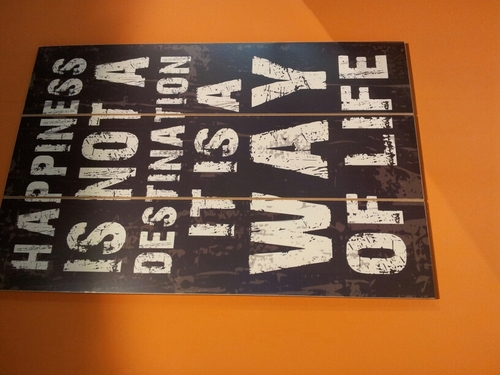 HAPPINESS
IS NOT A
DESTINATION
IT IS A
WAY
OF LIFE